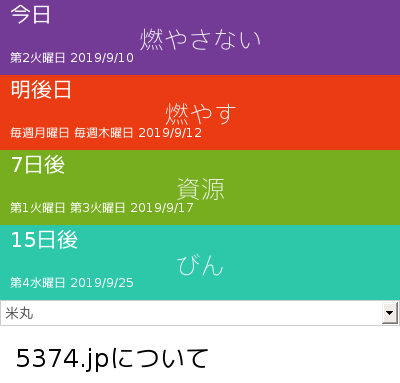 今日
燃やさない
第2火曜日 2019/9/10
明後日
燃やす
毎週月曜日 毎週木曜日 2019/9/12
7日後
資源
第1火曜日 第3火曜日 2019/9/17
15日後
びん
第4水曜日 2019/9/25
米丸
5374.jpについて